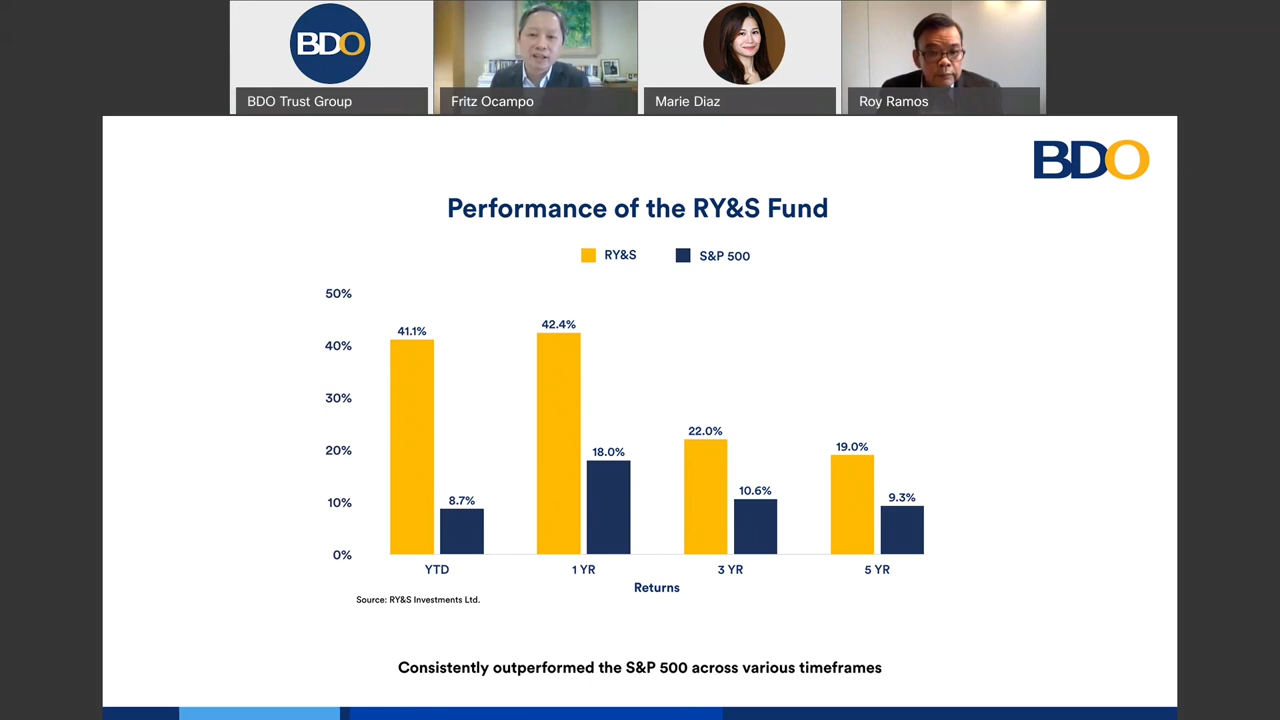 BDO
BDO Trust Group
Fritz Ocampo
Marie Diaz
Roy Ramos
BDO
Performance of the RY&S Fund
RY&S
S&P 500
50%
40%
30%
20%
10%
0%
41.1%
8.7%
42.4%
18.0%
22.0%
10.6%
19.0%
9.3%
YTD
1 YR
3 YR
5 YR
Returns
Source: RY&S Investments Ltd.
Consistently outperformed the S&P 500 across various timeframes